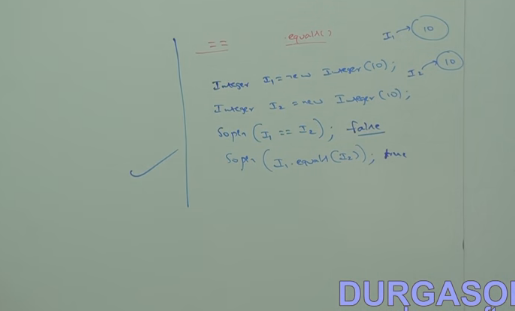 == .equals()
I1 → 10
Integer I1 = new Integer(10);
I2 → 10
Integer I2 = new Integer(10);
Sopln (I1 == I2); false
Sopln (I1.equals(I2)); true
DURGASO